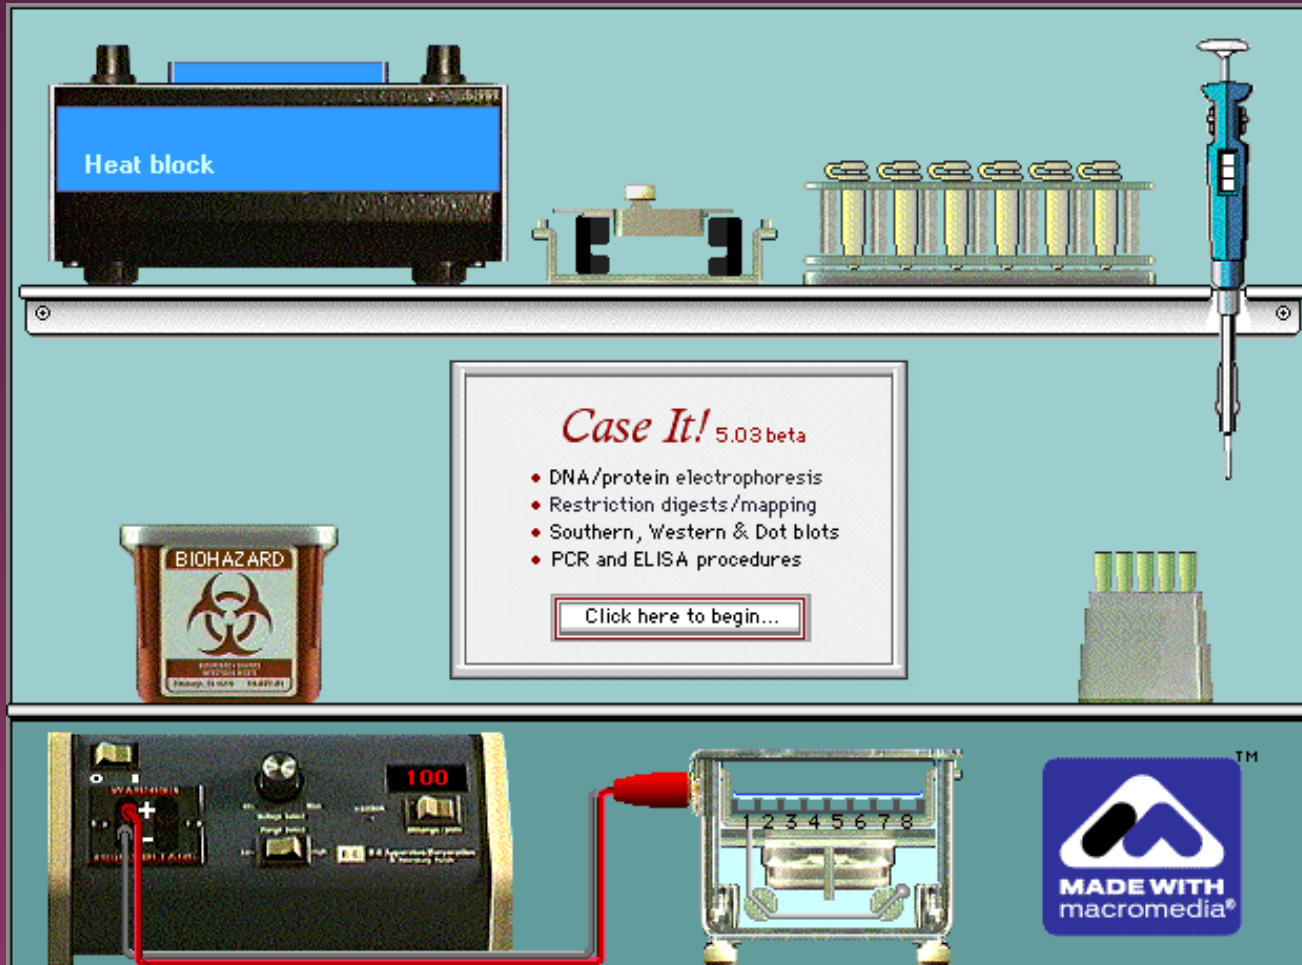 Heat block
Case It! 5.03 beta
• DNA/protein electrophoresis
• Restriction digests/mapping
• Southern, Western & Dot blots
• PCR and ELISA procedures
Click here to begin...
BIOHAZARD
100
WARNING
+
-
1 2 3 4 5 6 7 8
TM
MADE WITH
macromedia®